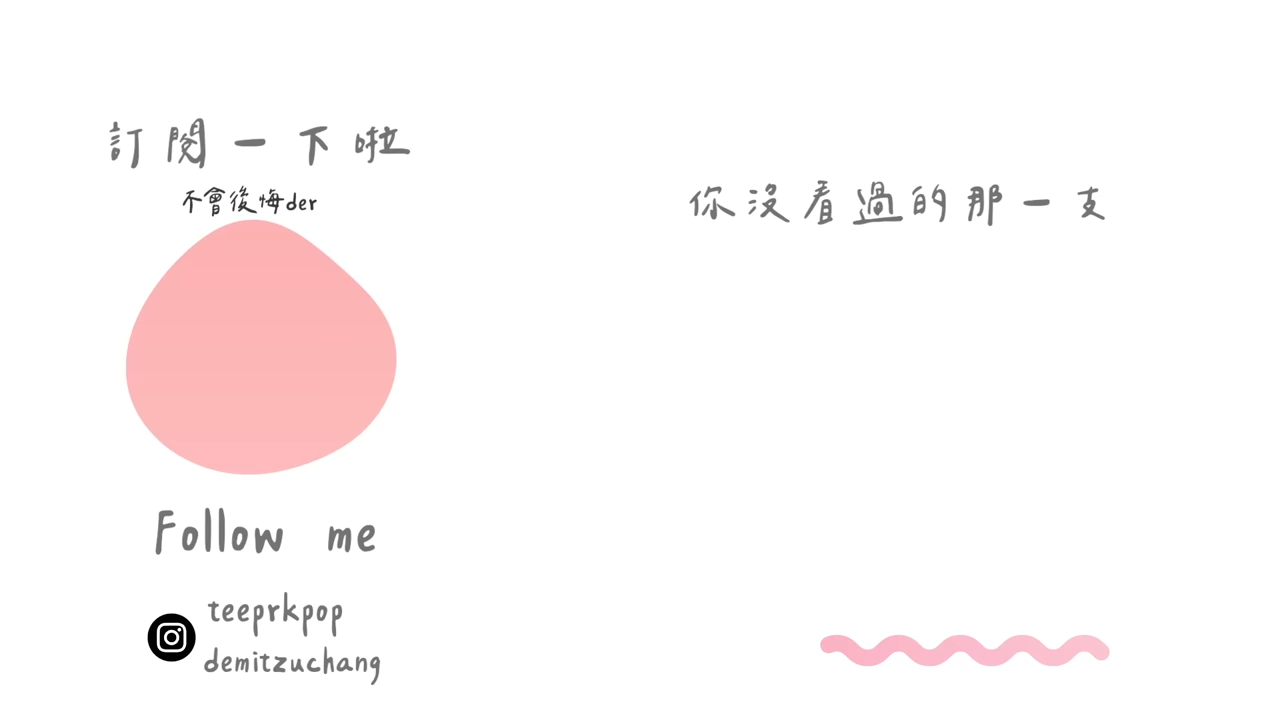 訂閱一下啦
不會後悔der
你沒看過的那一支
Follow me
teeprkpop
demitzuchang